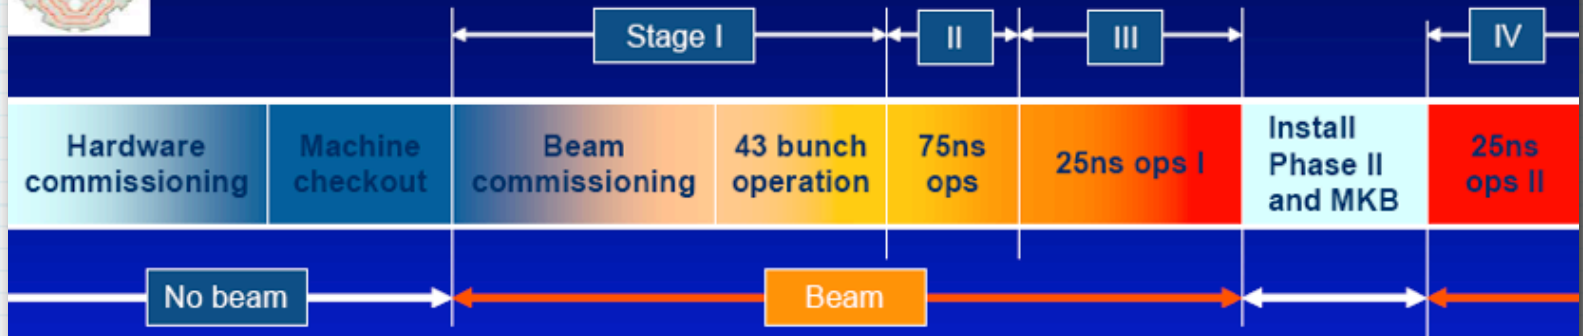 Stage I
II
III
IV
Hardware
commissioning
Machine
checkout
Beam
commissioning
43 bunch
operation
75ns
ops
25ns ops I
Install
Phase II
and MKB
25ns
ops II
No beam
Beam